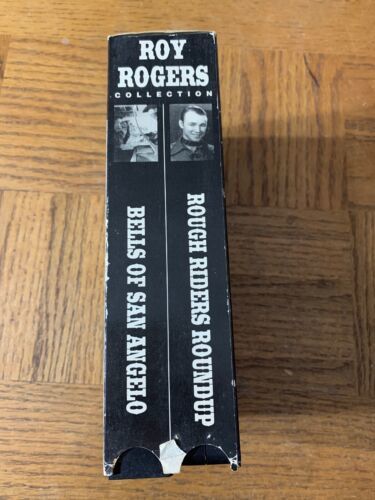 ROY
ROGERS
COLLECTION
BELLS OF SAN ANGELO
ROUGH RIDERS ROUNDUP